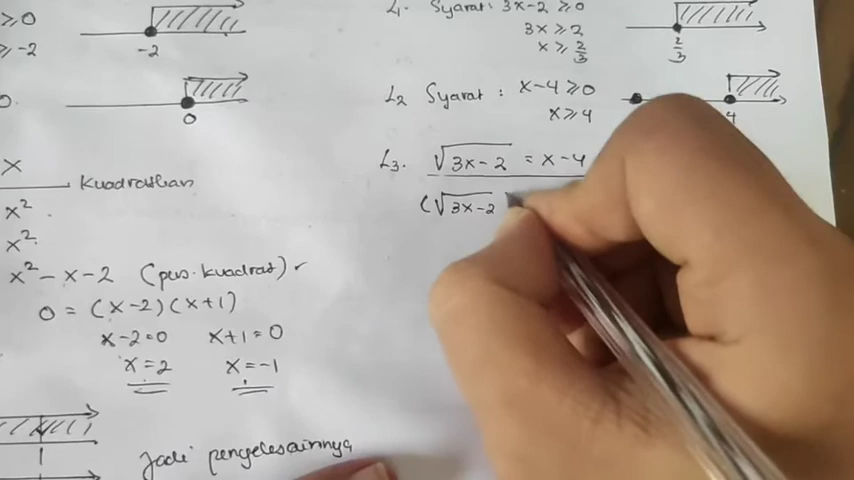 ≥0
≥-2
-2
0
x
Kuadratkan
x²
x²
x² - x - 2 (pers. kuadrat) ✓
0 = (x-2)(x+1)
x-2=0 x+1=0
x=2 x=-1
Jadi pengelesainnya
L1. Syarat: 3x-2 ≥0
3x ≥ 2
x ≥ 2/3
2/3
L2 Syarat : x-4 ≥0
x ≥ 4
4
L3. √3x-2 = x-4
(√3x-2